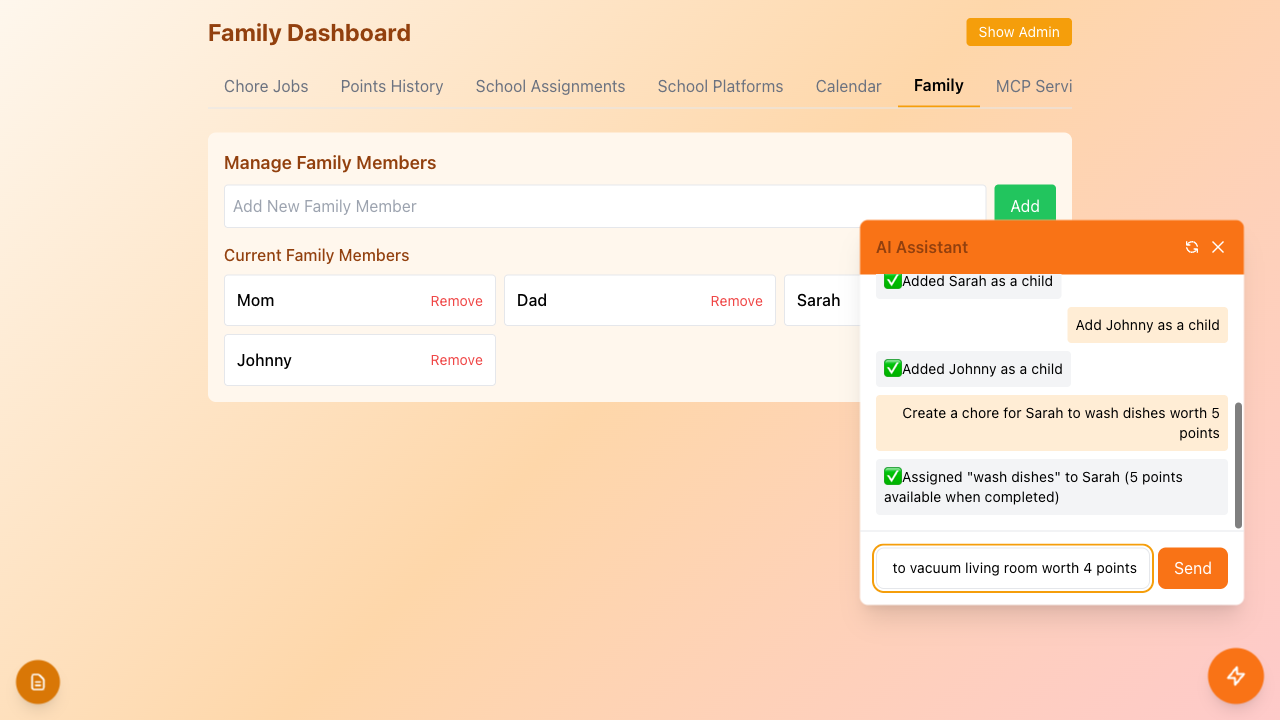 Family Dashboard
Show Admin
Chore Jobs
Points History
School Assignments
School Platforms
Calendar
Family
MCP Servi
Manage Family Members
Add New Family Member
Add
Current Family Members
Mom
Remove
Dad
Remove
Sarah
Johnny
Remove
AI Assistant
✅Added Sarah as a child
Add Johnny as a child
✅Added Johnny as a child
Create a chore for Sarah to wash dishes worth 5
points
✅Assigned "wash dishes" to Sarah (5 points
available when completed)
to vacuum living room worth 4 points
Send